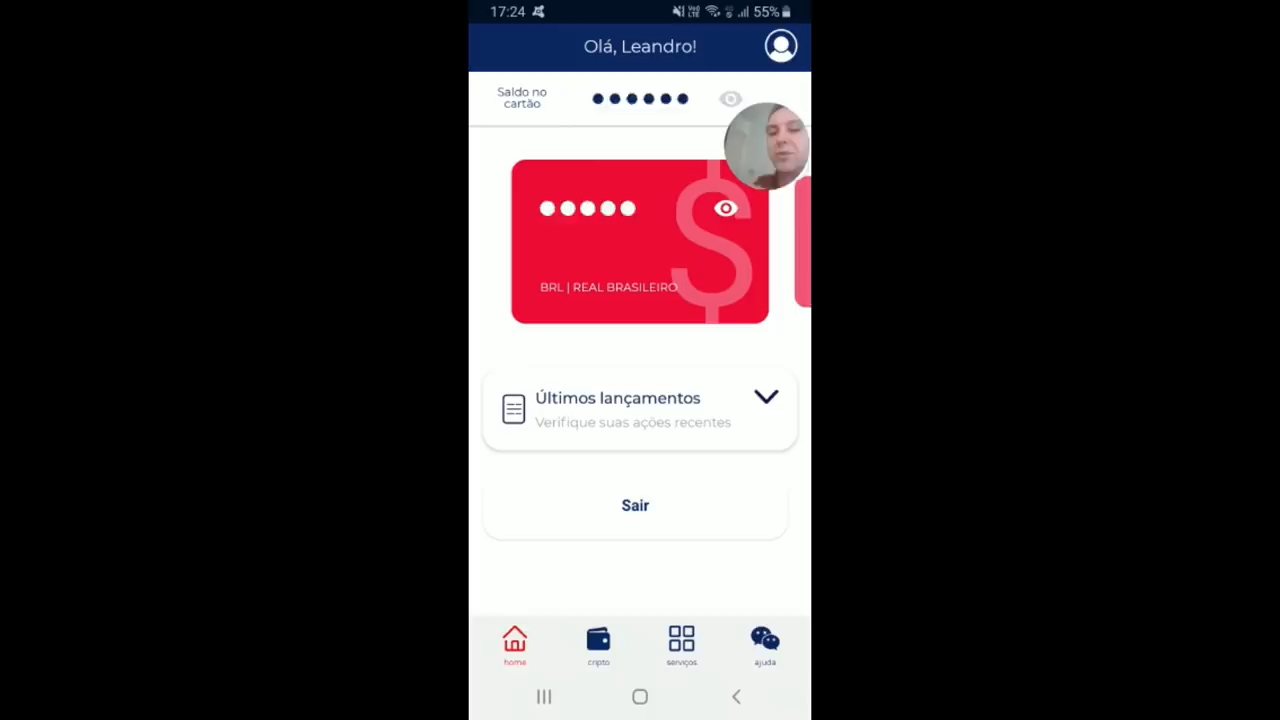 17:24 55%
Olá, Leandro!
Saldo no
cartão
BRL | REAL BRASILEIRO
Últimos lançamentos
Verifique suas ações recentes
Sair
home cripto serviços ajuda